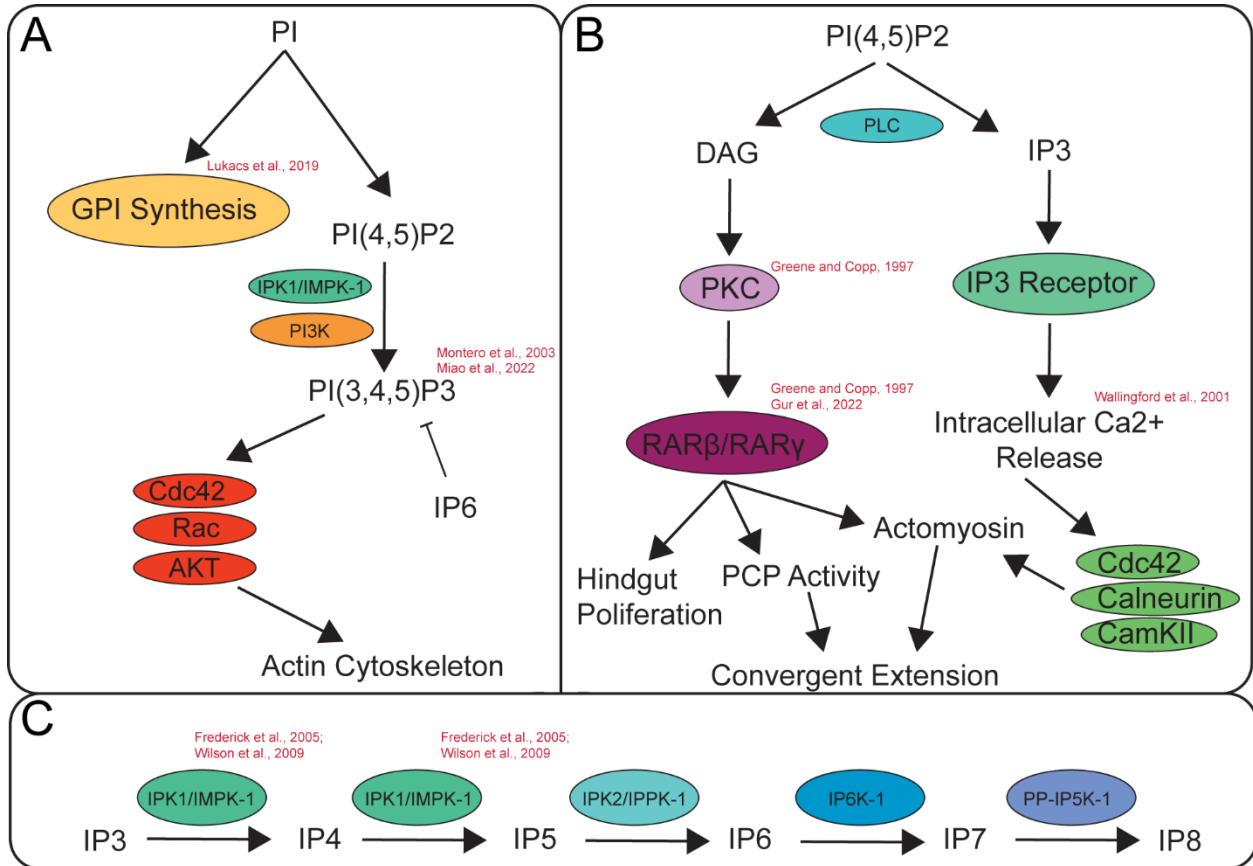 A
PI
Lukacs et al., 2019
GPI Synthesis
PI(4,5)P2
IPK1/IMPK-1
PI3K
Montero et al., 2003
Miao et al., 2022
PI(3,4,5)P3
IP6
Cdc42
Rac
AKT
Actin Cytoskeleton
B
PI(4,5)P2
PLC
DAG
IP3
Greene and Copp, 1997
PKC
IP3 Receptor
Greene and Copp, 1997
Gur et al., 2022
RARβ/RARγ
Wallingford et al., 2001
Intracellular Ca2+
Release
Hindgut
Poliferation
PCP Activity
Actomyosin
Cdc42
Calneurin
CamKII
Convergent Extension
C
Frederick et al., 2005;
Wilson et al., 2009
Frederick et al., 2005;
Wilson et al., 2009
IPK1/IMPK-1
IPK1/IMPK-1
IPK2/IPPK-1
IP6K-1
PP-IP5K-1
IP3
IP4
IP5
IP6
IP7
IP8